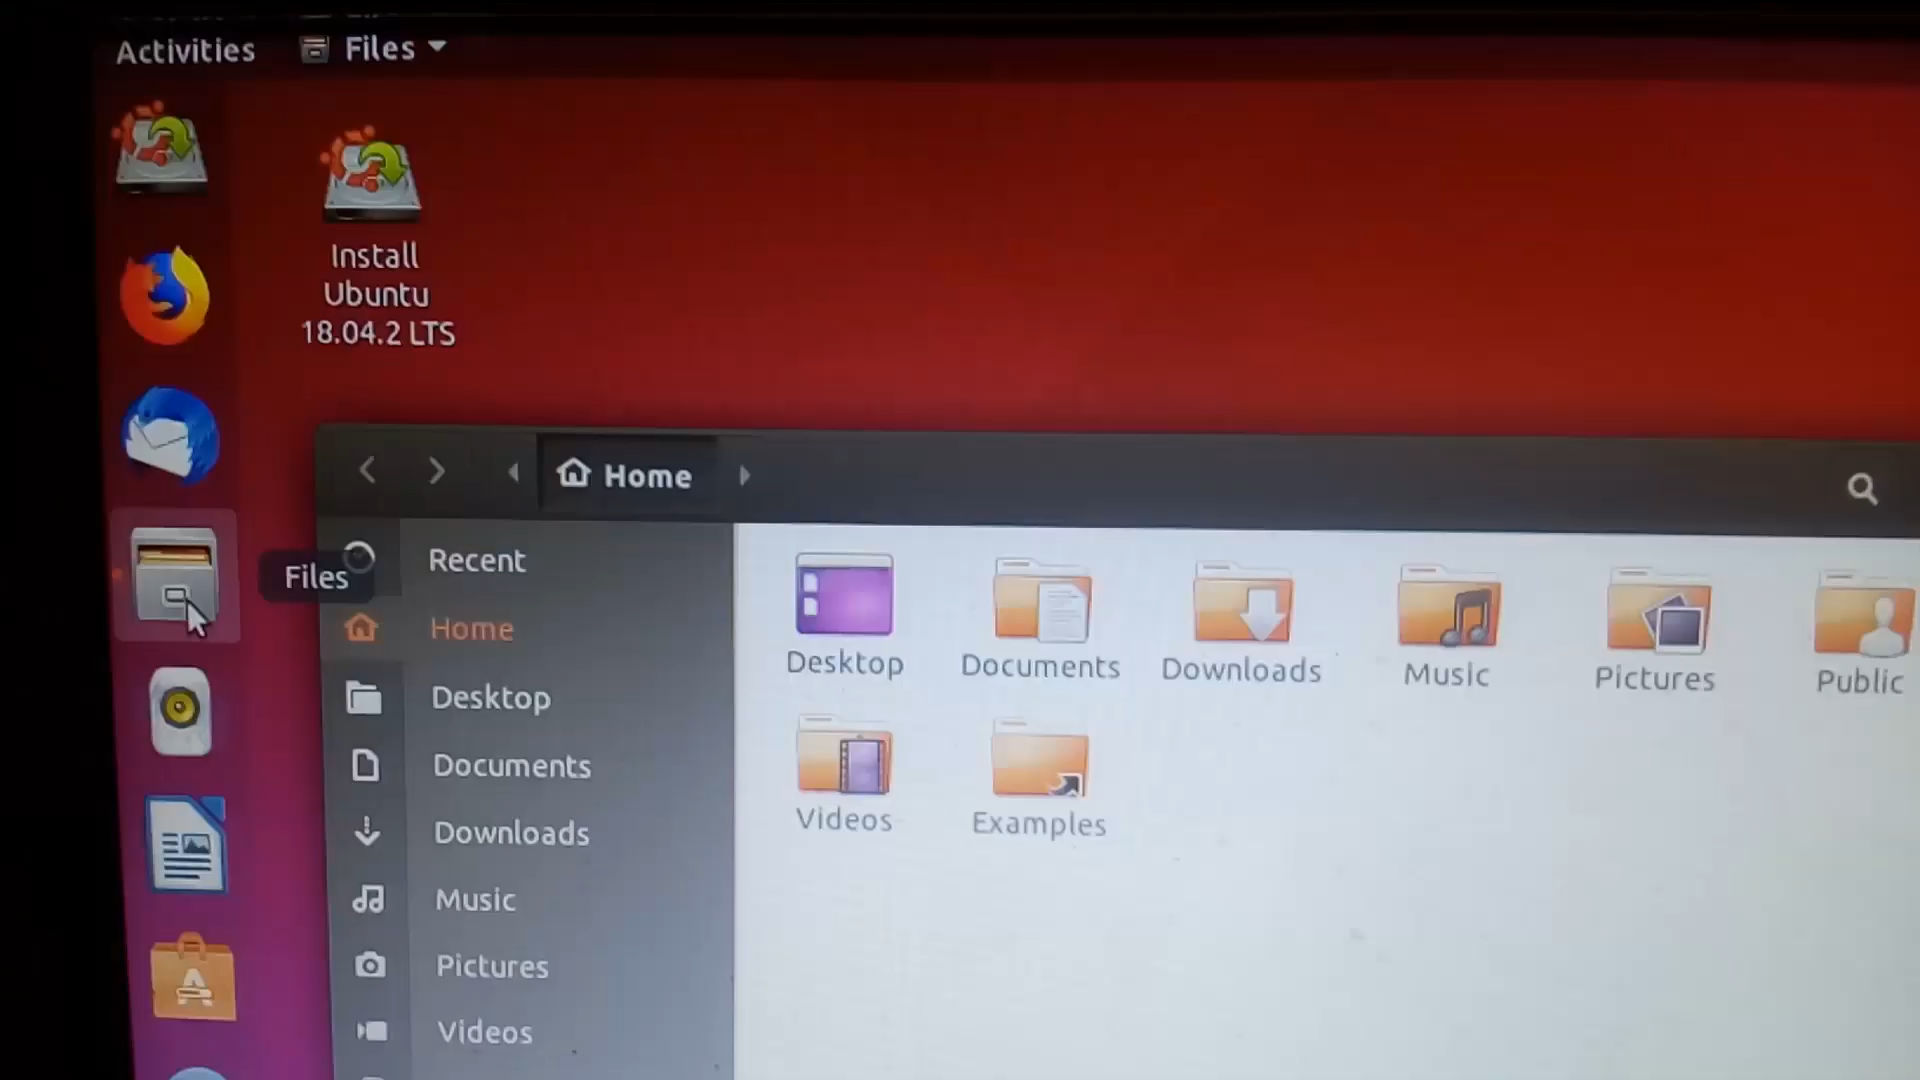 Activities
Files
Install
Ubuntu
18.04.2 LTS
Home
Files
Recent
Home
Desktop
Documents
Downloads
Music
Pictures
Videos
Desktop
Documents
Downloads
Music
Pictures
Public
Videos
Examples